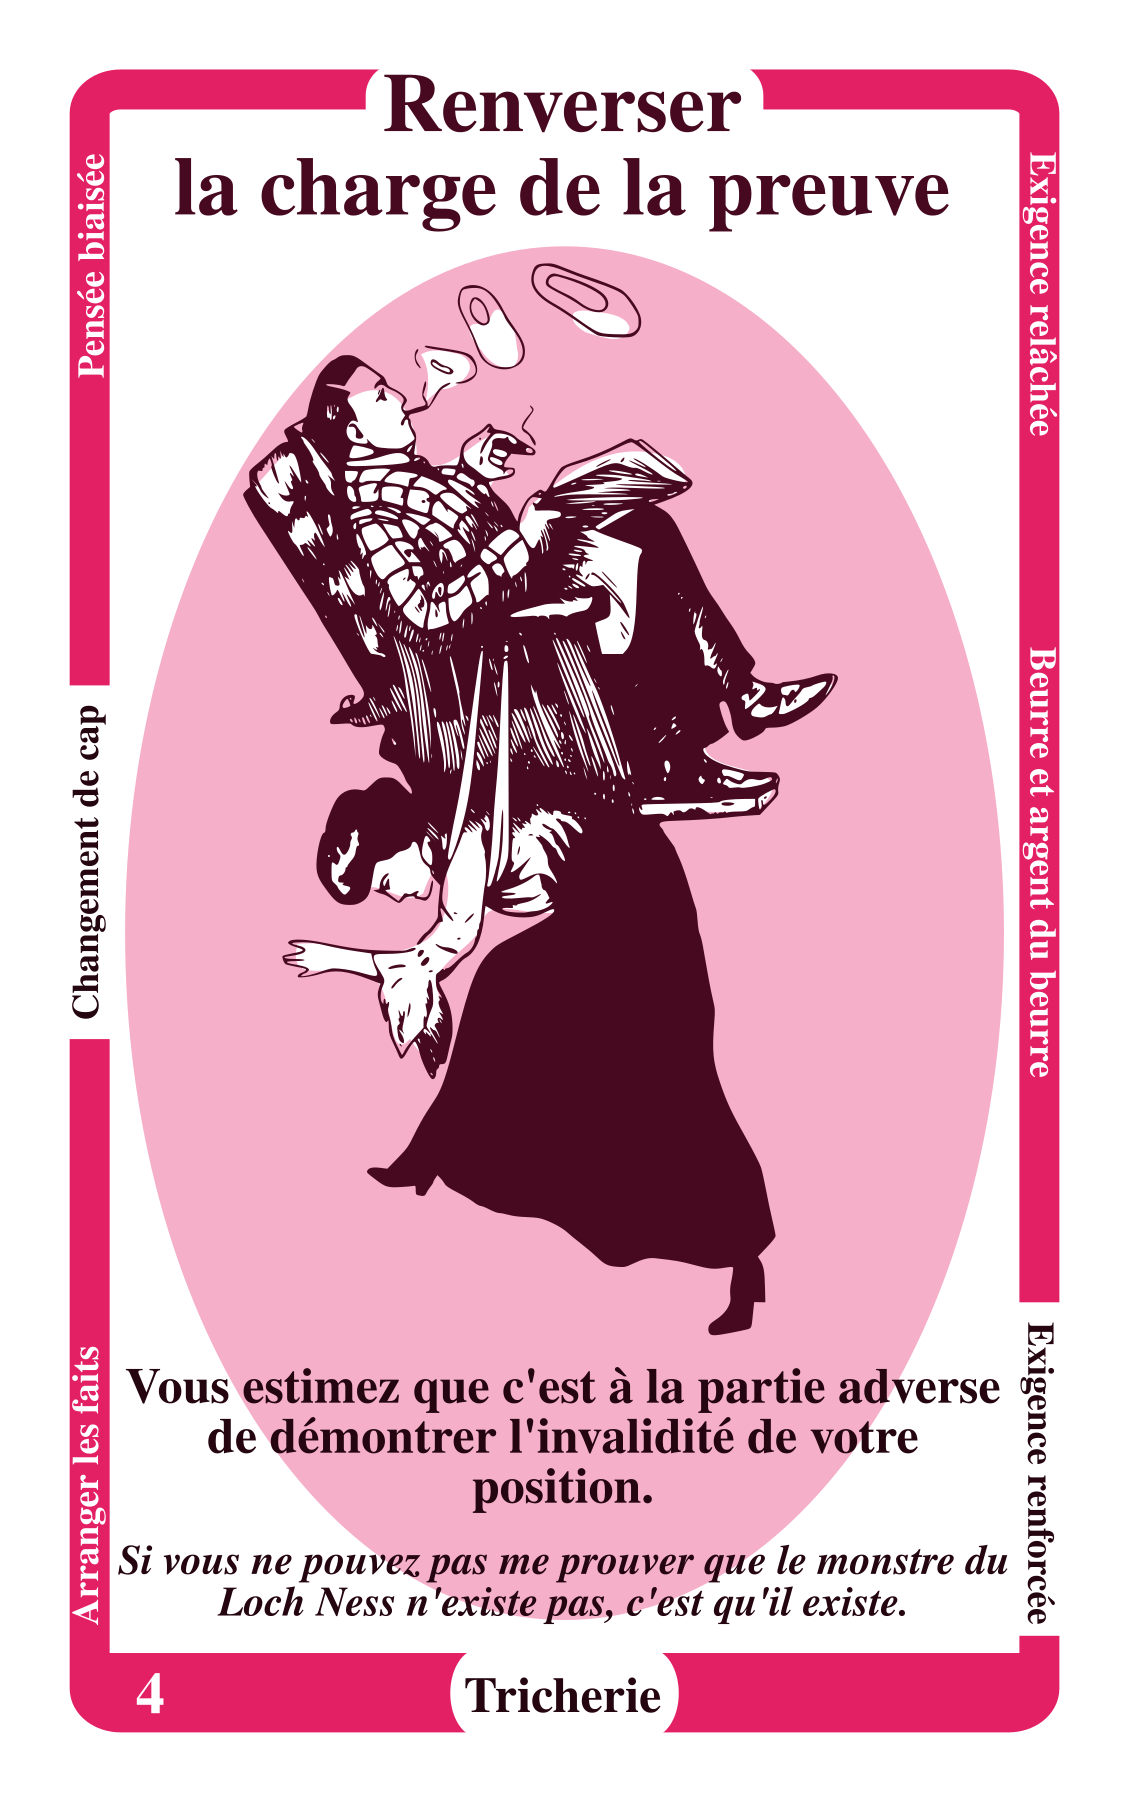 Renverser
la charge de la preuve
Pensée biaisée
Changement de cap
Arranger les faits
Exigence relâchée
Beurre et argent du beurre
Exigence renforcée
Vous estimez que c'est à la partie adverse
de démontrer l'invalidité de votre
position.
Si vous ne pouvez pas me prouver que le monstre du
Loch Ness n'existe pas, c'est qu'il existe.
4
Tricherie